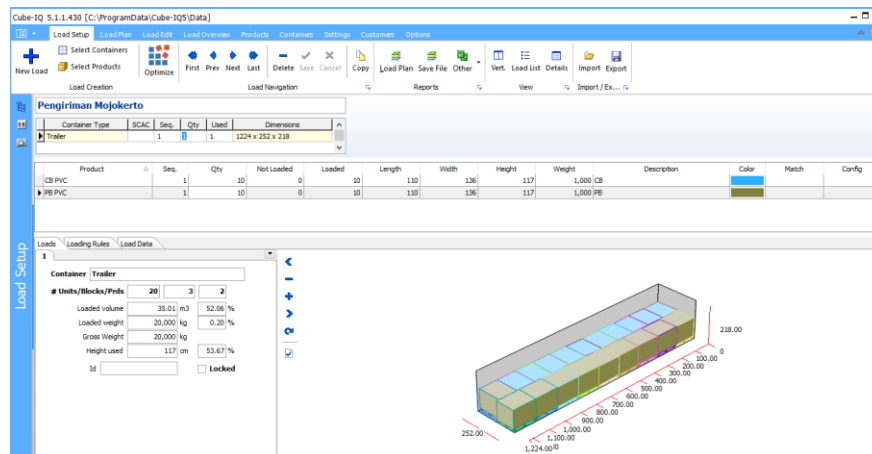 Cube-IQ 5.1.1.430 [C:\ProgramData\Cube-IQ5\Data]
Load Setup Load Plan Load Edit Load Overview Products Containers Settings Customers Options
New Load
Select Containers
Select Products
Optimize
First Prev Next Last Delete Save Cancel Copy Load Plan Save File Other Vert. Load List Details Import Export
Load Creation Load Navigation Reports View Import / Ex...
Pengiriman Mojokerto
Container Type SCAC Seq. Qty Used Dimensions
Trailer 1 1 1 1224 x 252 x 218
Product Seq. Qty Not Loaded Loaded Length Width Height Weight Description Color Match Config
CB PVC 1 10 0 10 110 136 117 1,000 CB
PB PVC 1 10 0 10 110 136 117 1,000 PB
Load Setup
Loads Loading Rules Load Data
1
Container Trailer
# Units/Blocks/Prds 20 3 2
Loaded volume 35.01 m3 52.06 %
Loaded weight 20,000 kg 0.20 %
Gross Weight 20,000 kg
Height used 117 cm 53.67 %
Id Locked
218.00
0
100.00
200.00
300.00
400.00
500.00
600.00
700.00
800.00
900.00
1,000.00
1,100.00
1,224.00
252.00